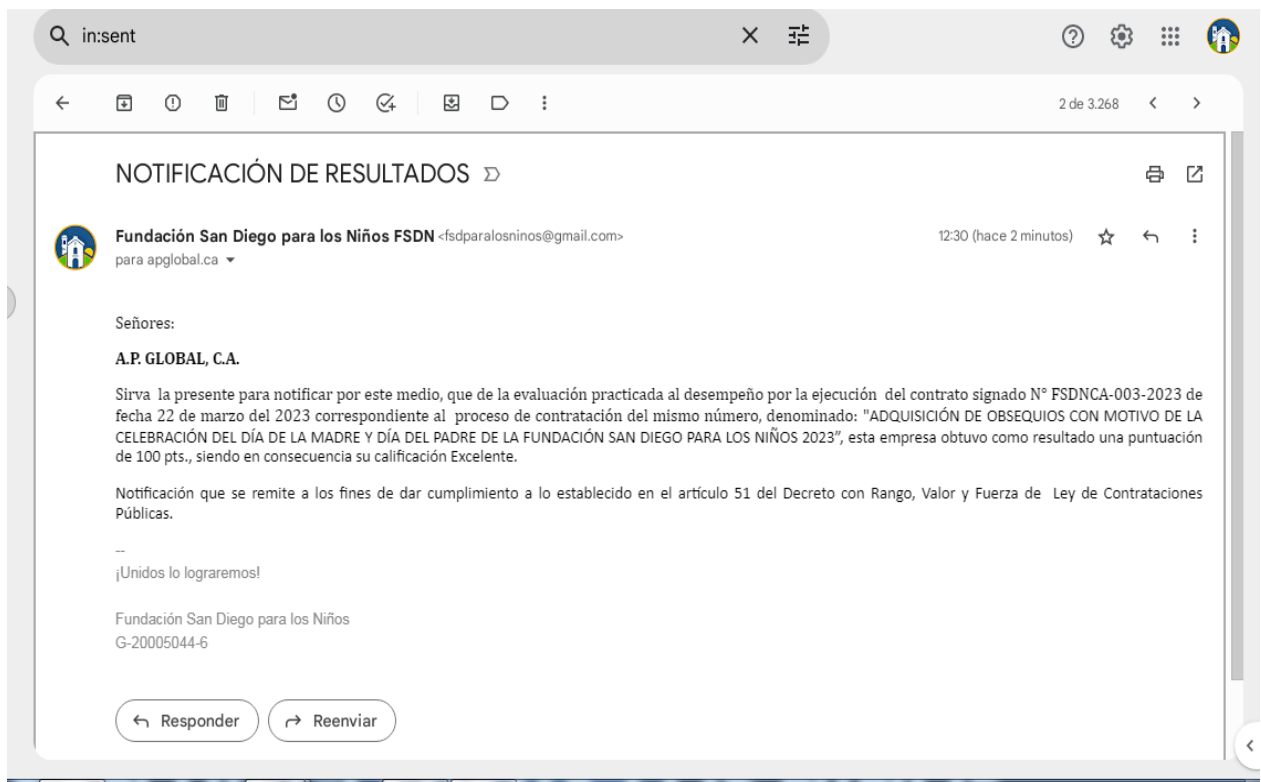 in:sent
2 de 3.268
NOTIFICACIÓN DE RESULTADOS
Fundación San Diego para los Niños FSDN <fsdparalosninos@gmail.com>
12:30 (hace 2 minutos)
para apglobal.ca
Señores:
A.P. GLOBAL, C.A.
Sirva la presente para notificar por este medio, que de la evaluación practicada al desempeño por la ejecución del contrato signado N° FSDNCA-003-2023 de
fecha 22 de marzo del 2023 correspondiente al proceso de contratación del mismo número, denominado: "ADQUISICIÓN DE OBSEQUIOS CON MOTIVO DE LA
CELEBRACIÓN DEL DÍA DE LA MADRE Y DÍA DEL PADRE DE LA FUNDACIÓN SAN DIEGO PARA LOS NIÑOS 2023”, esta empresa obtuvo como resultado una puntuación
de 100 pts., siendo en consecuencia su calificación Excelente.
Notificación que se remite a los fines de dar cumplimiento a lo establecido en el artículo 51 del Decreto con Rango, Valor y Fuerza de Ley de Contrataciones
Públicas.
--
¡Unidos lo lograremos!
Fundación San Diego para los Niños
G-20005044-6
Responder
Reenviar